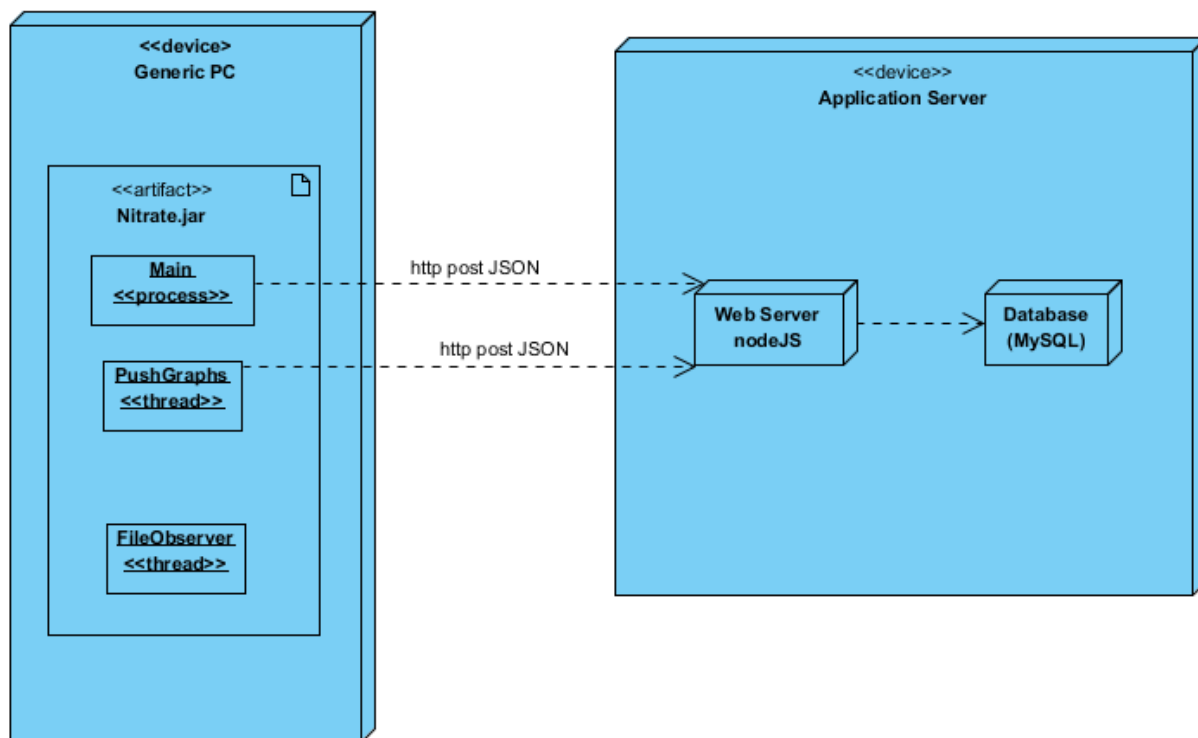 <<device>
Generic PC
<<artifact>>
Nitrate.jar
Main
<<process>>
PushGraphs
<<thread>>
FileObserver
<<thread>>
http post JSON
http post JSON
<<device>>
Application Server
Web Server
nodeJS
Database
(MySQL)